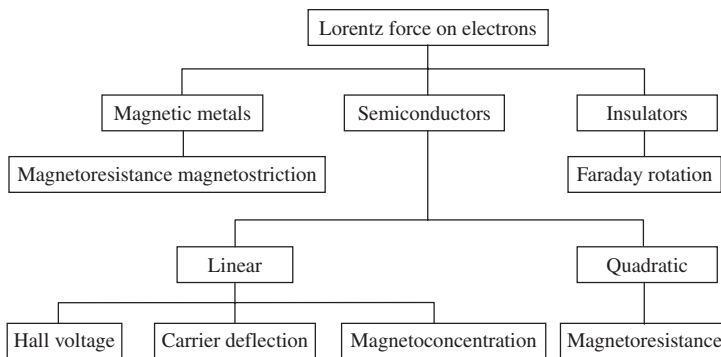 Lorentz force on electrons
Magnetic metals
Semiconductors
Insulators
Magnetoresistance magnetostriction
Faraday rotation
Linear
Quadratic
Hall voltage
Carrier deflection
Magnetoconcentration
Magnetoresistance